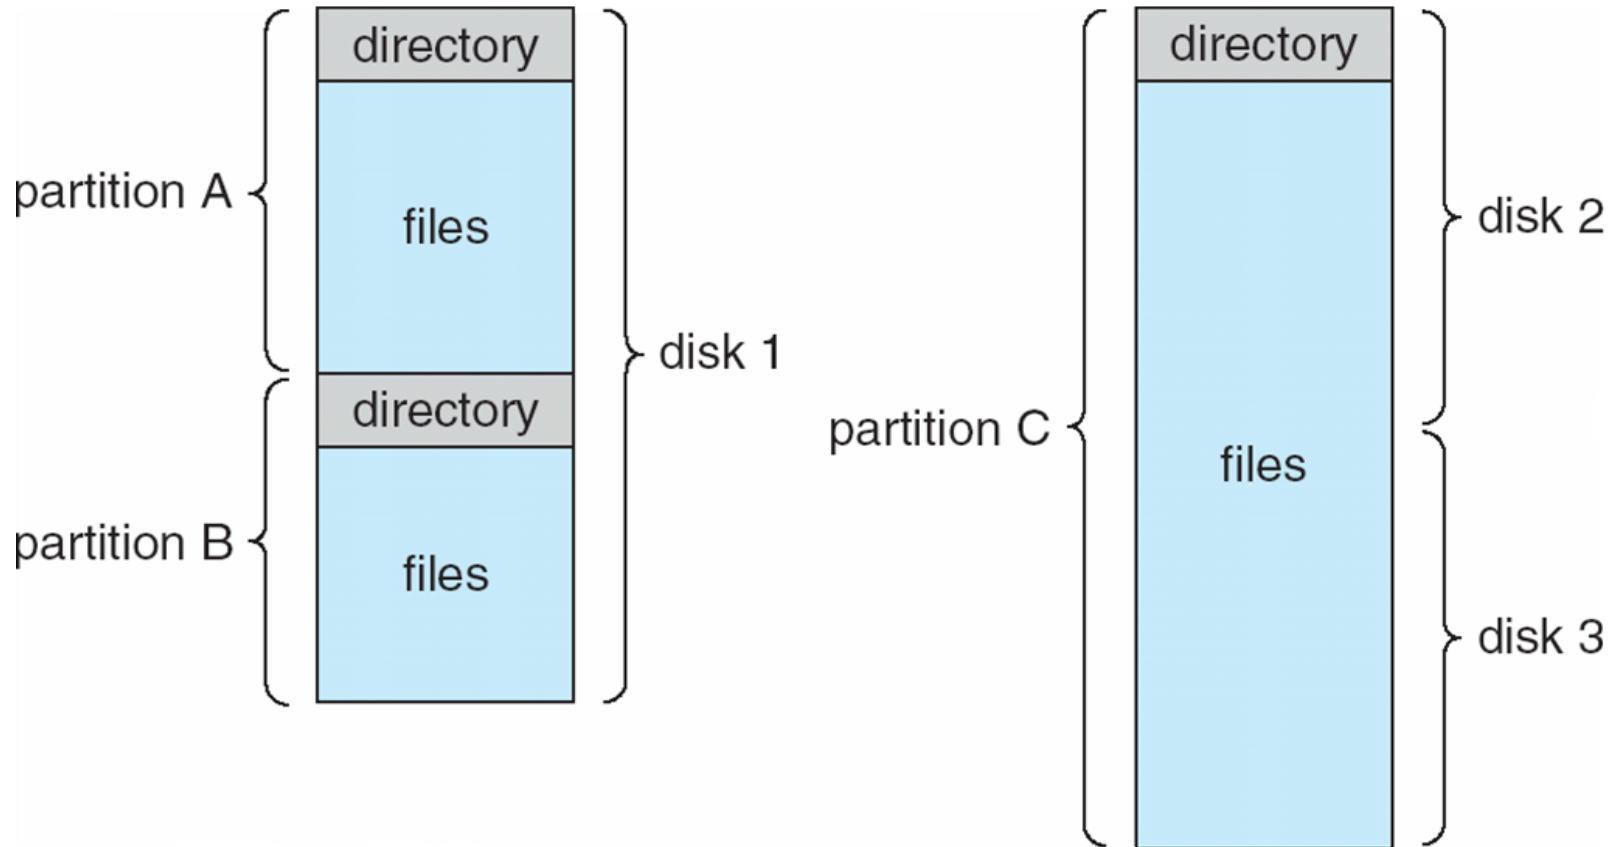 directory
partition A
files
disk 1
directory
partition B
files
directory
disk 2
partition C
files
disk 3